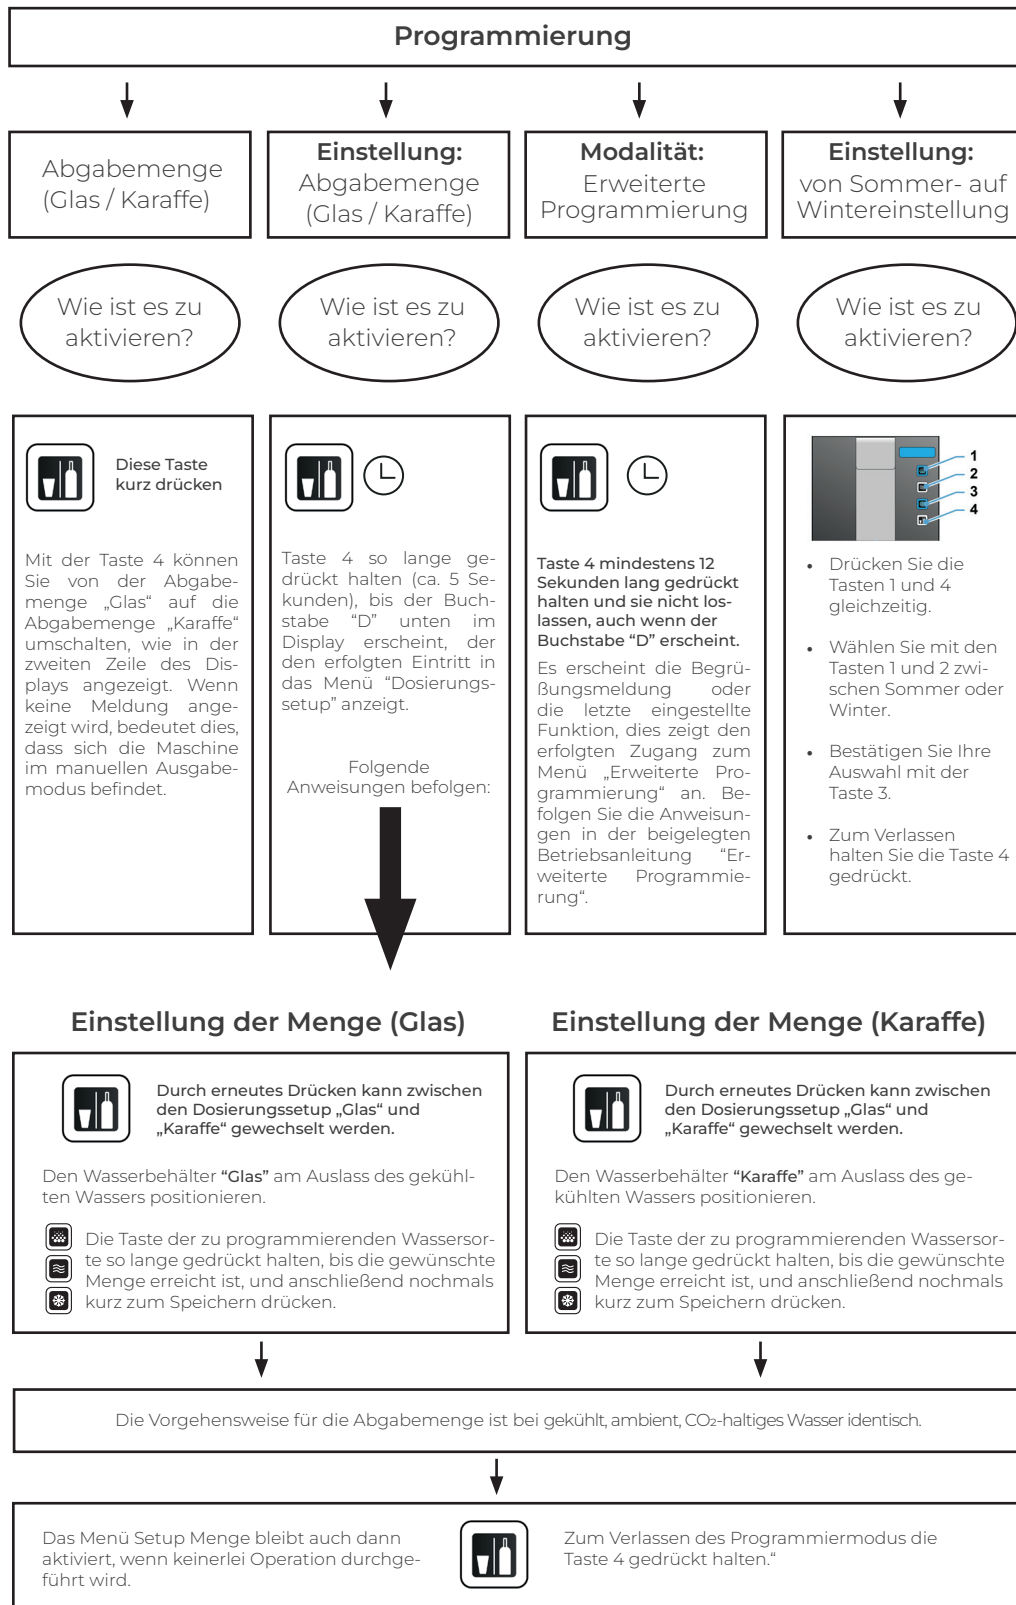 Programmierung
Abgabemenge
(Glas / Karaffe)
Einstellung:
Abgabemenge
(Glas / Karaffe)
Modalität:
Erweiterte
Programmierung
Einstellung:
von Sommer- auf
Wintereinstellung
Wie ist es zu
aktivieren?
Wie ist es zu
aktivieren?
Wie ist es zu
aktivieren?
Wie ist es zu
aktivieren?
Diese Taste
kurz drücken
Mit der Taste 4 können
Sie von der Abgabe-
menge „Glas“ auf die
Abgabemenge „Karaffe“
umschalten, wie in der
zweiten Zeile des Dis-
plays angezeigt. Wenn
keine Meldung ange-
zeigt wird, bedeutet dies,
dass sich die Maschine
im manuellen Ausgabe-
modus befindet.
Taste 4 so lange ge-
drückt halten (ca. 5 Se-
kunden), bis der Buch-
stabe “D” unten im
Display erscheint, der
den erfolgten Eintritt in
das Menü “Dosierungs-
setup” anzeigt.
Folgende
Anweisungen befolgen:
Taste 4 mindestens 12
Sekunden lang gedrückt
halten und sie nicht los-
lassen, auch wenn der
Buchstabe “D” erscheint.
Es erscheint die Begrü-
ßungsmeldung oder
die letzte eingestellte
Funktion, dies zeigt den
erfolgten Zugang zum
Menü „Erweiterte Pro-
grammierung“ an. Be-
folgen Sie die Anweisun-
gen in der beigelegten
Betriebsanleitung “Er-
weiterte Programmie-
rung“.
1
2
3
4
• Drücken Sie die
Tasten 1 und 4
gleichzeitig.
• Wählen Sie mit den
Tasten 1 und 2 zwi-
schen Sommer oder
Winter.
• Bestätigen Sie Ihre
Auswahl mit der
Taste 3.
• Zum Verlassen
halten Sie die Taste 4
gedrückt.
Einstellung der Menge (Glas)
Durch erneutes Drücken kann zwischen
den Dosierungssetup „Glas“ und
„Karaffe“ gewechselt werden.
Den Wasserbehälter “Glas” am Auslass des gekühl-
ten Wassers positionieren.
Die Taste der zu programmierenden Wassersor-
te so lange gedrückt halten, bis die gewünschte
Menge erreicht ist, und anschließend nochmals
kurz zum Speichern drücken.
Einstellung der Menge (Karaffe)
Durch erneutes Drücken kann zwischen
den Dosierungssetup „Glas“ und
„Karaffe“ gewechselt werden.
Den Wasserbehälter “Karaffe” am Auslass des ge-
kühlten Wassers positionieren.
Die Taste der zu programmierenden Wassersor-
te so lange gedrückt halten, bis die gewünschte
Menge erreicht ist, und anschließend nochmals
kurz zum Speichern drücken.
Die Vorgehensweise für die Abgabemenge ist bei gekühlt, ambient, CO₂-haltiges Wasser identisch.
Das Menü Setup Menge bleibt auch dann
aktiviert, wenn keinerlei Operation durchge-
führt wird.
Zum Verlassen des Programmiermodus die
Taste 4 gedrückt halten.“